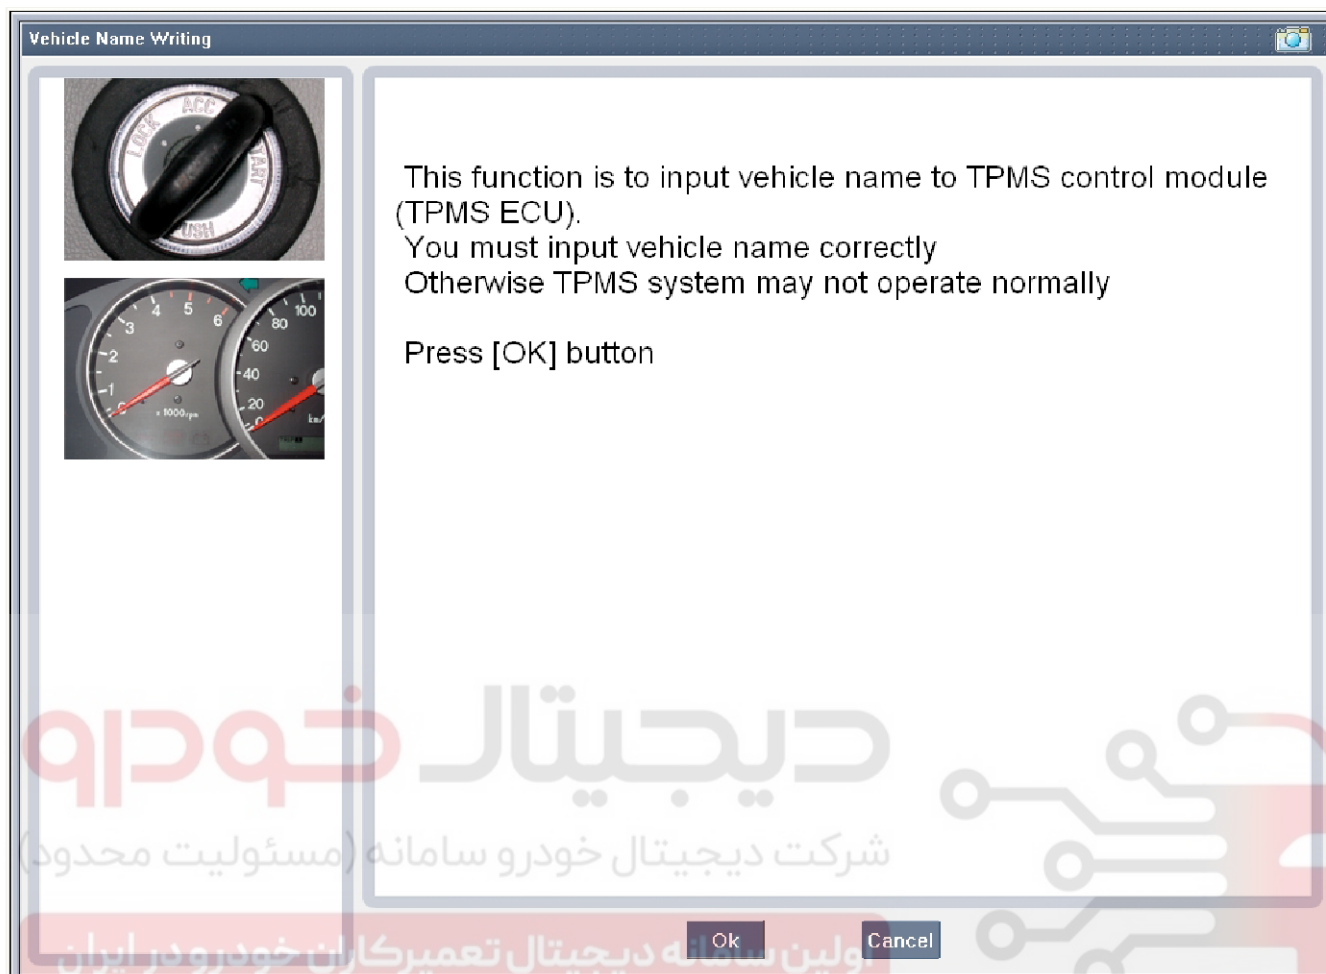 Vehicle Name Writing
LOCK
ACC
START
PUSH
This function is to input vehicle name to TPMS control module
(TPMS ECU).
You must input vehicle name correctly
Otherwise TPMS system may not operate normally
Press [OK] button
0
1
2
3
4
5
6
x 1000rpm
0
20
40
60
80
100
km/
دیجیتال خودرو
شرکت دیجیتال خودرو سامانه (مسئولیت محدود)
اولین سامانه دیجیتال تعمیرکاران خودرو در ایران
Ok
Cancel